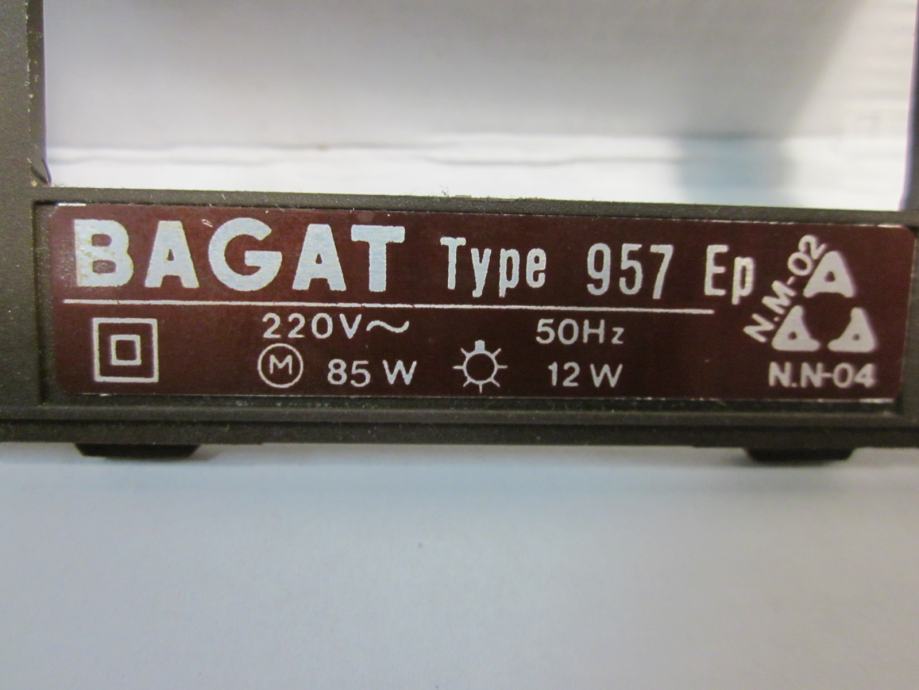 BAGAT Type 957 Ep
220V~ 50Hz
M 85 W 12 W
N.M-02
A A A
N.N-04